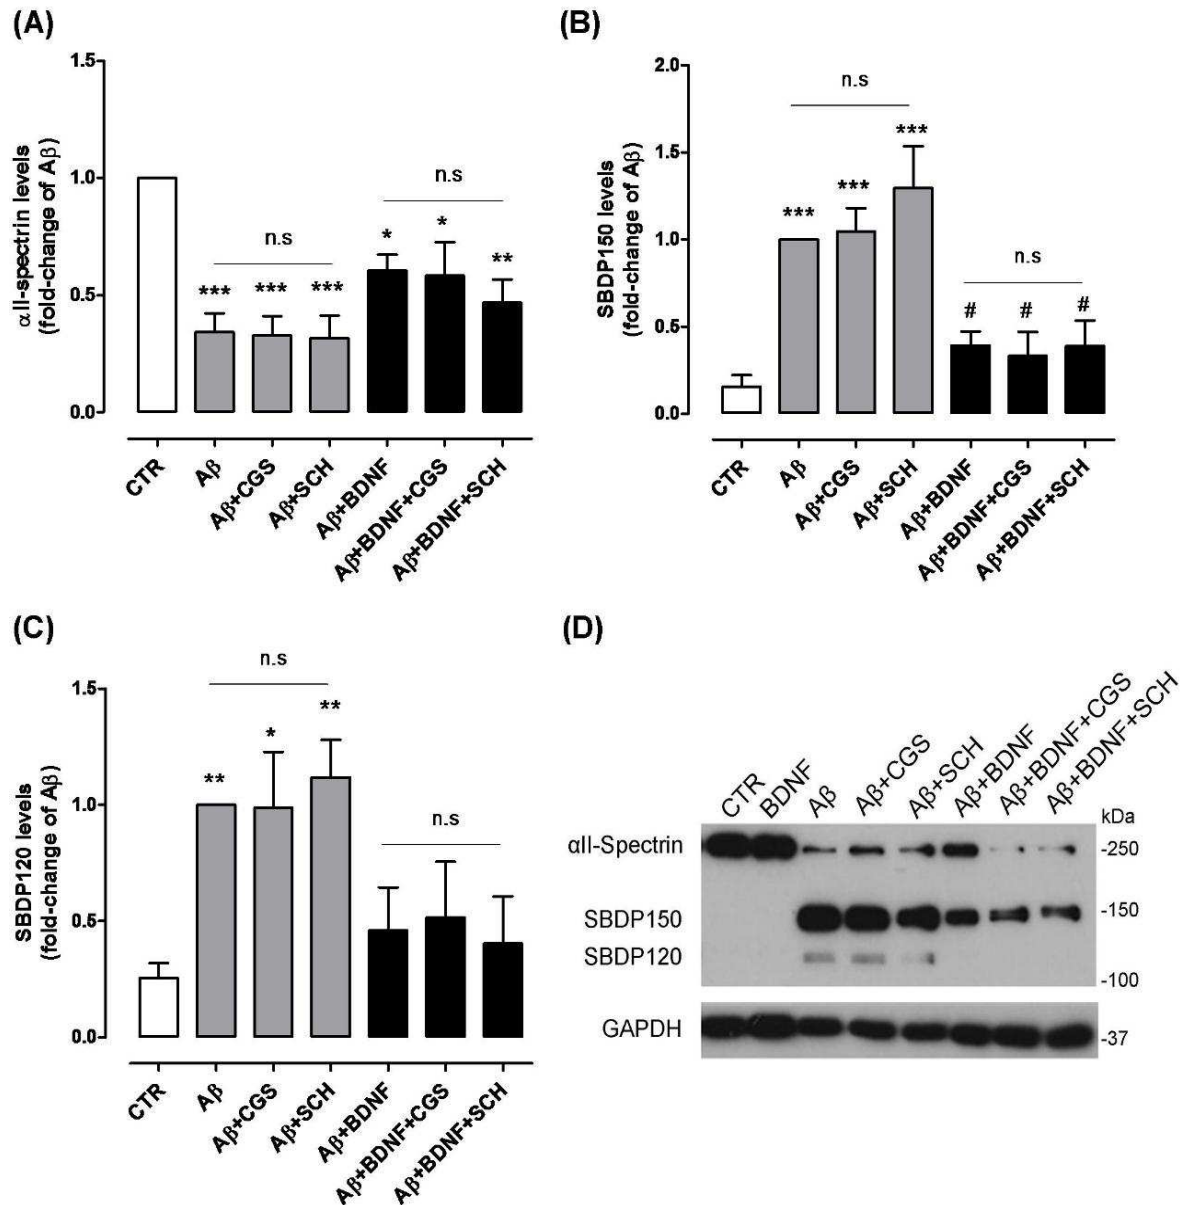 (A)
αII-spectrin levels
(fold-change of Aβ)
1.5
1.0
0.5
0.0
n.s
n.s
***
***
***
*
*
**
CTR
Aβ
Aβ+CGS
Aβ+SCH
Aβ+BDNF
Aβ+BDNF+CGS
Aβ+BDNF+SCH
(B)
SBDP150 levels
(fold-change of Aβ)
2.0
1.5
1.0
0.5
0.0
n.s
n.s
***
***
***
#
#
#
CTR
Aβ
Aβ+CGS
Aβ+SCH
Aβ+BDNF
Aβ+BDNF+CGS
Aβ+BDNF+SCH
(C)
SBDP120 levels
(fold-change of Aβ)
1.5
1.0
0.5
0.0
n.s
n.s
**
*
**
CTR
Aβ
Aβ+CGS
Aβ+SCH
Aβ+BDNF
Aβ+BDNF+CGS
Aβ+BDNF+SCH
(D)
CTR
BDNF
Aβ
Aβ+CGS
Aβ+SCH
Aβ+BDNF
Aβ+BDNF+CGS
Aβ+BDNF+SCH
kDa
αII-Spectrin
-250
SBDP150
-150
SBDP120
-100
GAPDH
-37